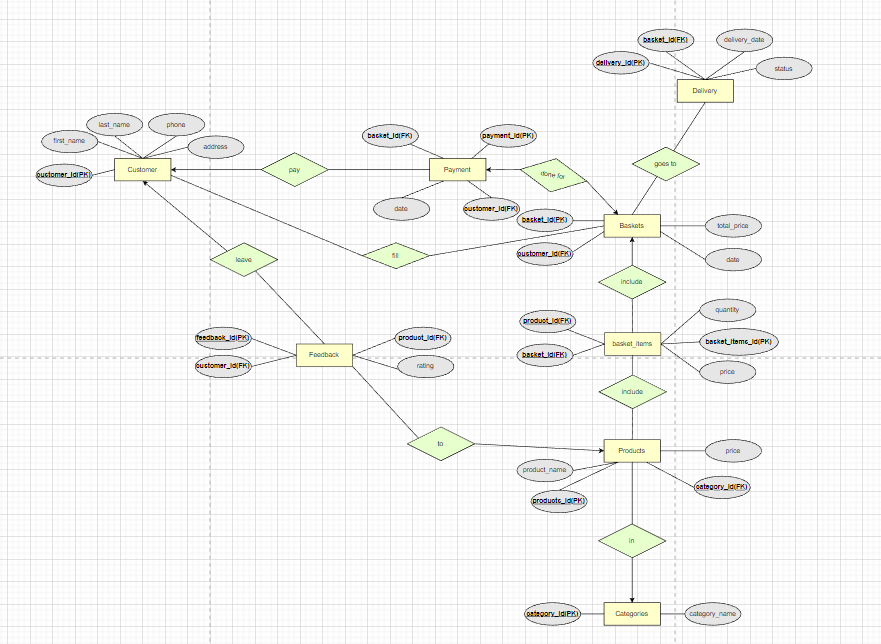 basket_id(FK)
delivery_date
delivery_id(PK)
status
Delivery
last_name
phone
first_name
address
customer_id(PK)
Customer
pay
basket_id(FK)
payment_id(PK)
Payment
date
customer_id(FK)
done for
goes to
basket_id(PK)
Baskets
total_price
customer_id(FK)
date
fill
leave
include
feedback_id(PK)
customer_id(FK)
Feedback
product_id(FK)
rating
product_id(FK)
basket_id(FK)
basket_items
quantity
basket_items_id(PK)
price
include
to
Products
price
product_name
products_id(PK)
category_id(FK)
in
category_id(PK)
Categories
category_name